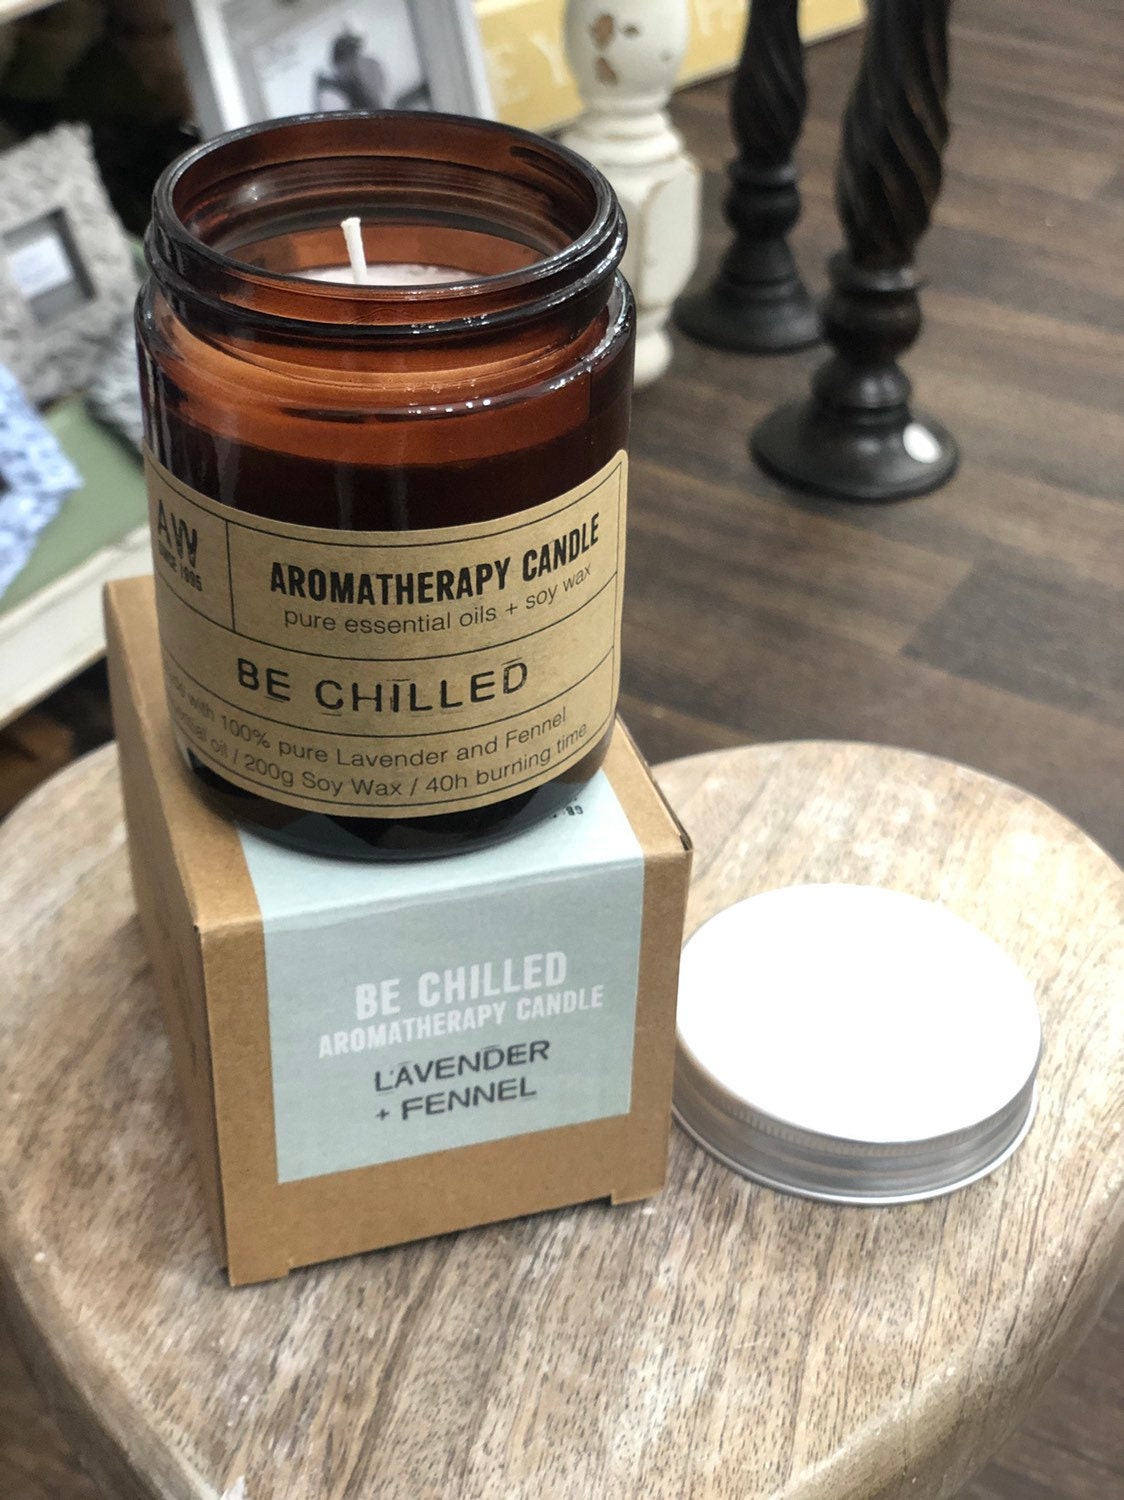 AW
SINCE 1995
AROMATHERAPY CANDLE
pure essential oils + soy wax
BE CHILLED
with 100% pure Lavender and Fennel
oil / 200g Soy Wax / 40h burning time
BE CHILLED
AROMATHERAPY CANDLE
LAVENDER
+ FENNEL